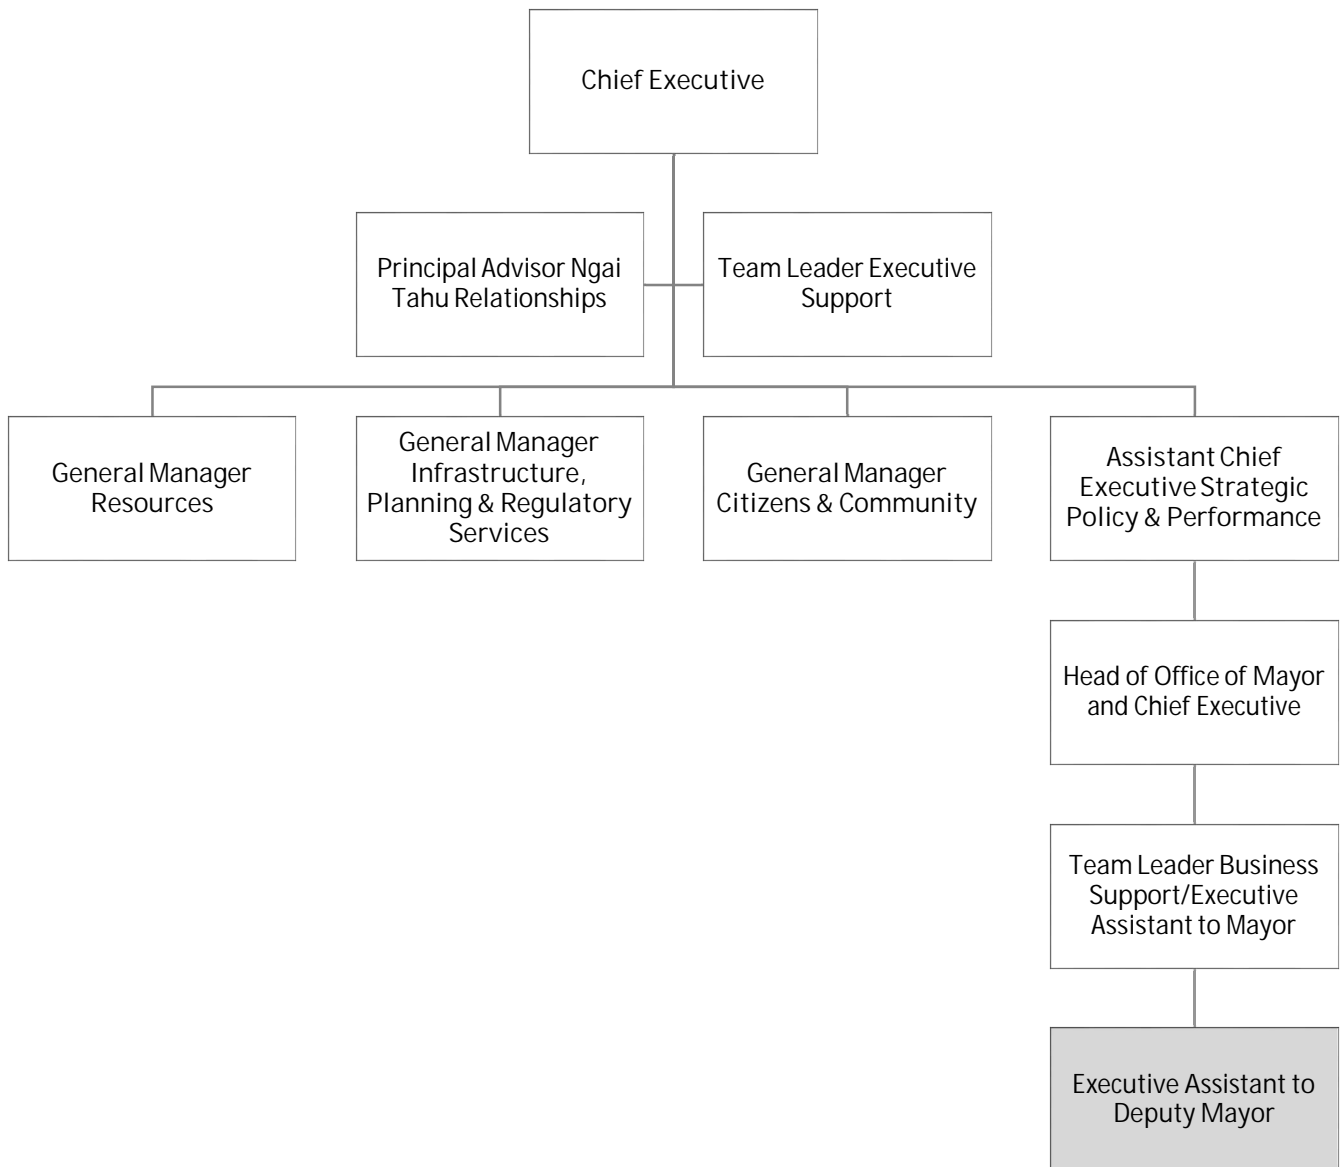 Chief Executive
Principal Advisor Ngai
Tahu Relationships
Team Leader Executive
Support
General Manager
Resources
General Manager
Infrastructure,
Planning & Regulatory
Services
General Manager
Citizens & Community
Assistant Chief
Executive Strategic
Policy & Performance
Head of Office of Mayor
and Chief Executive
Team Leader Business
Support/Executive
Assistant to Mayor
Executive Assistant to
Deputy Mayor